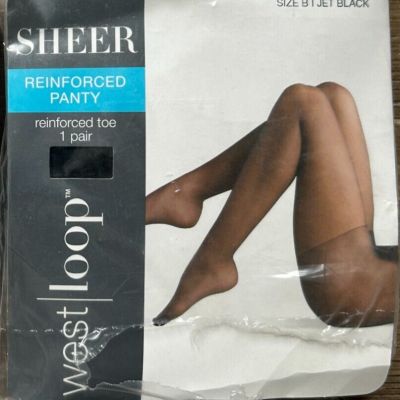 SIZE B | JET BLACK
SHEER
REINFORCED
PANTY
reinforced toe
1 pair
west|loop™